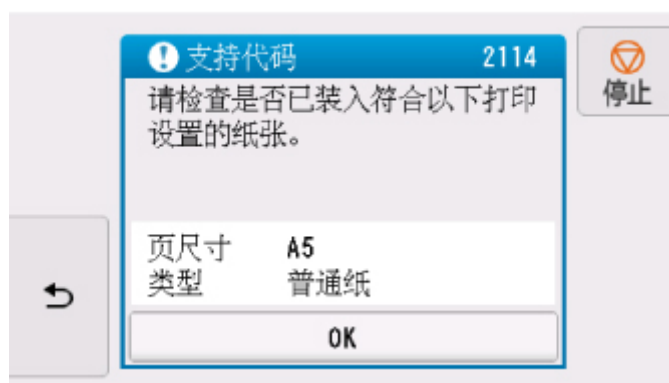 支持代码 2114
停止
请检查是否已装入符合以下打印
设置的纸张。
页尺寸 A5
类型 普通纸
OK